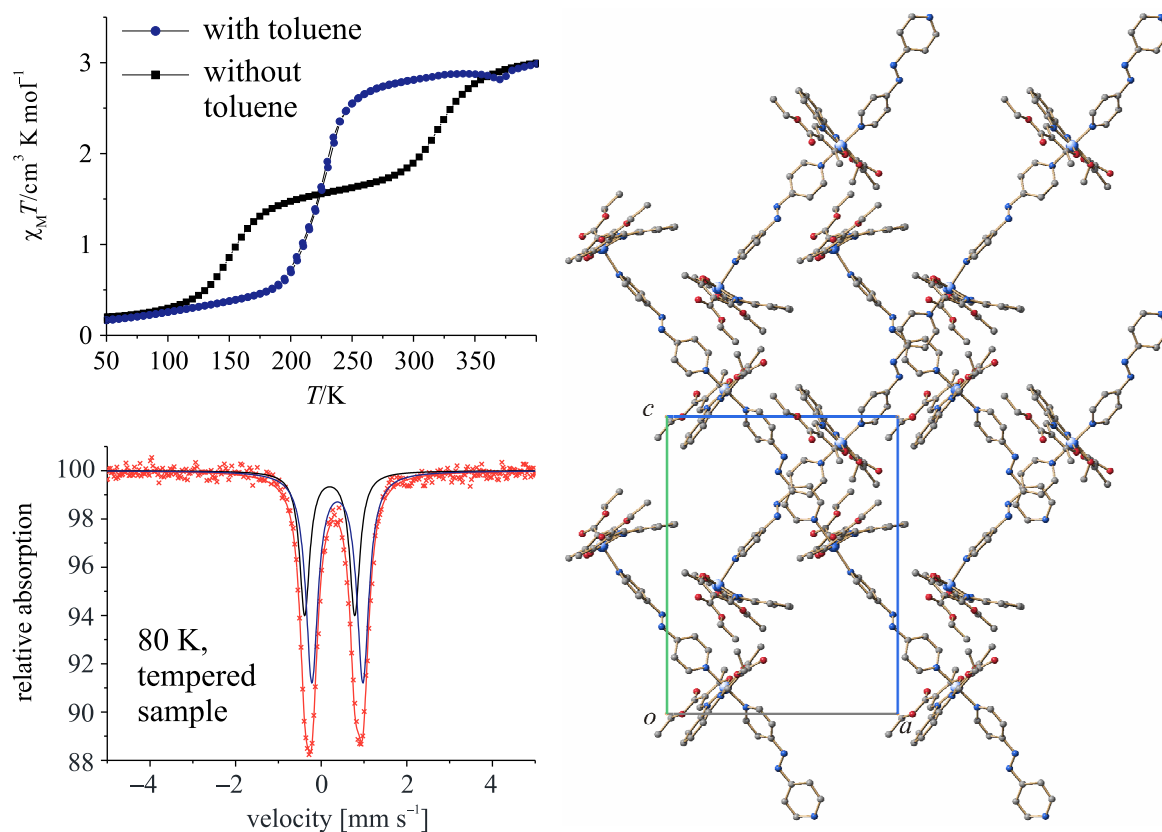 with toluene
without
toluene
3
2
1
0
χ_M T/cm³ K mol⁻¹
50 100 150 200 250 300 350
T/K
100
98
96
94
92
90
88
relative absorption
80 K,
tempered
sample
−4 −2 0 2 4
velocity [mm s⁻¹]
c
o
a